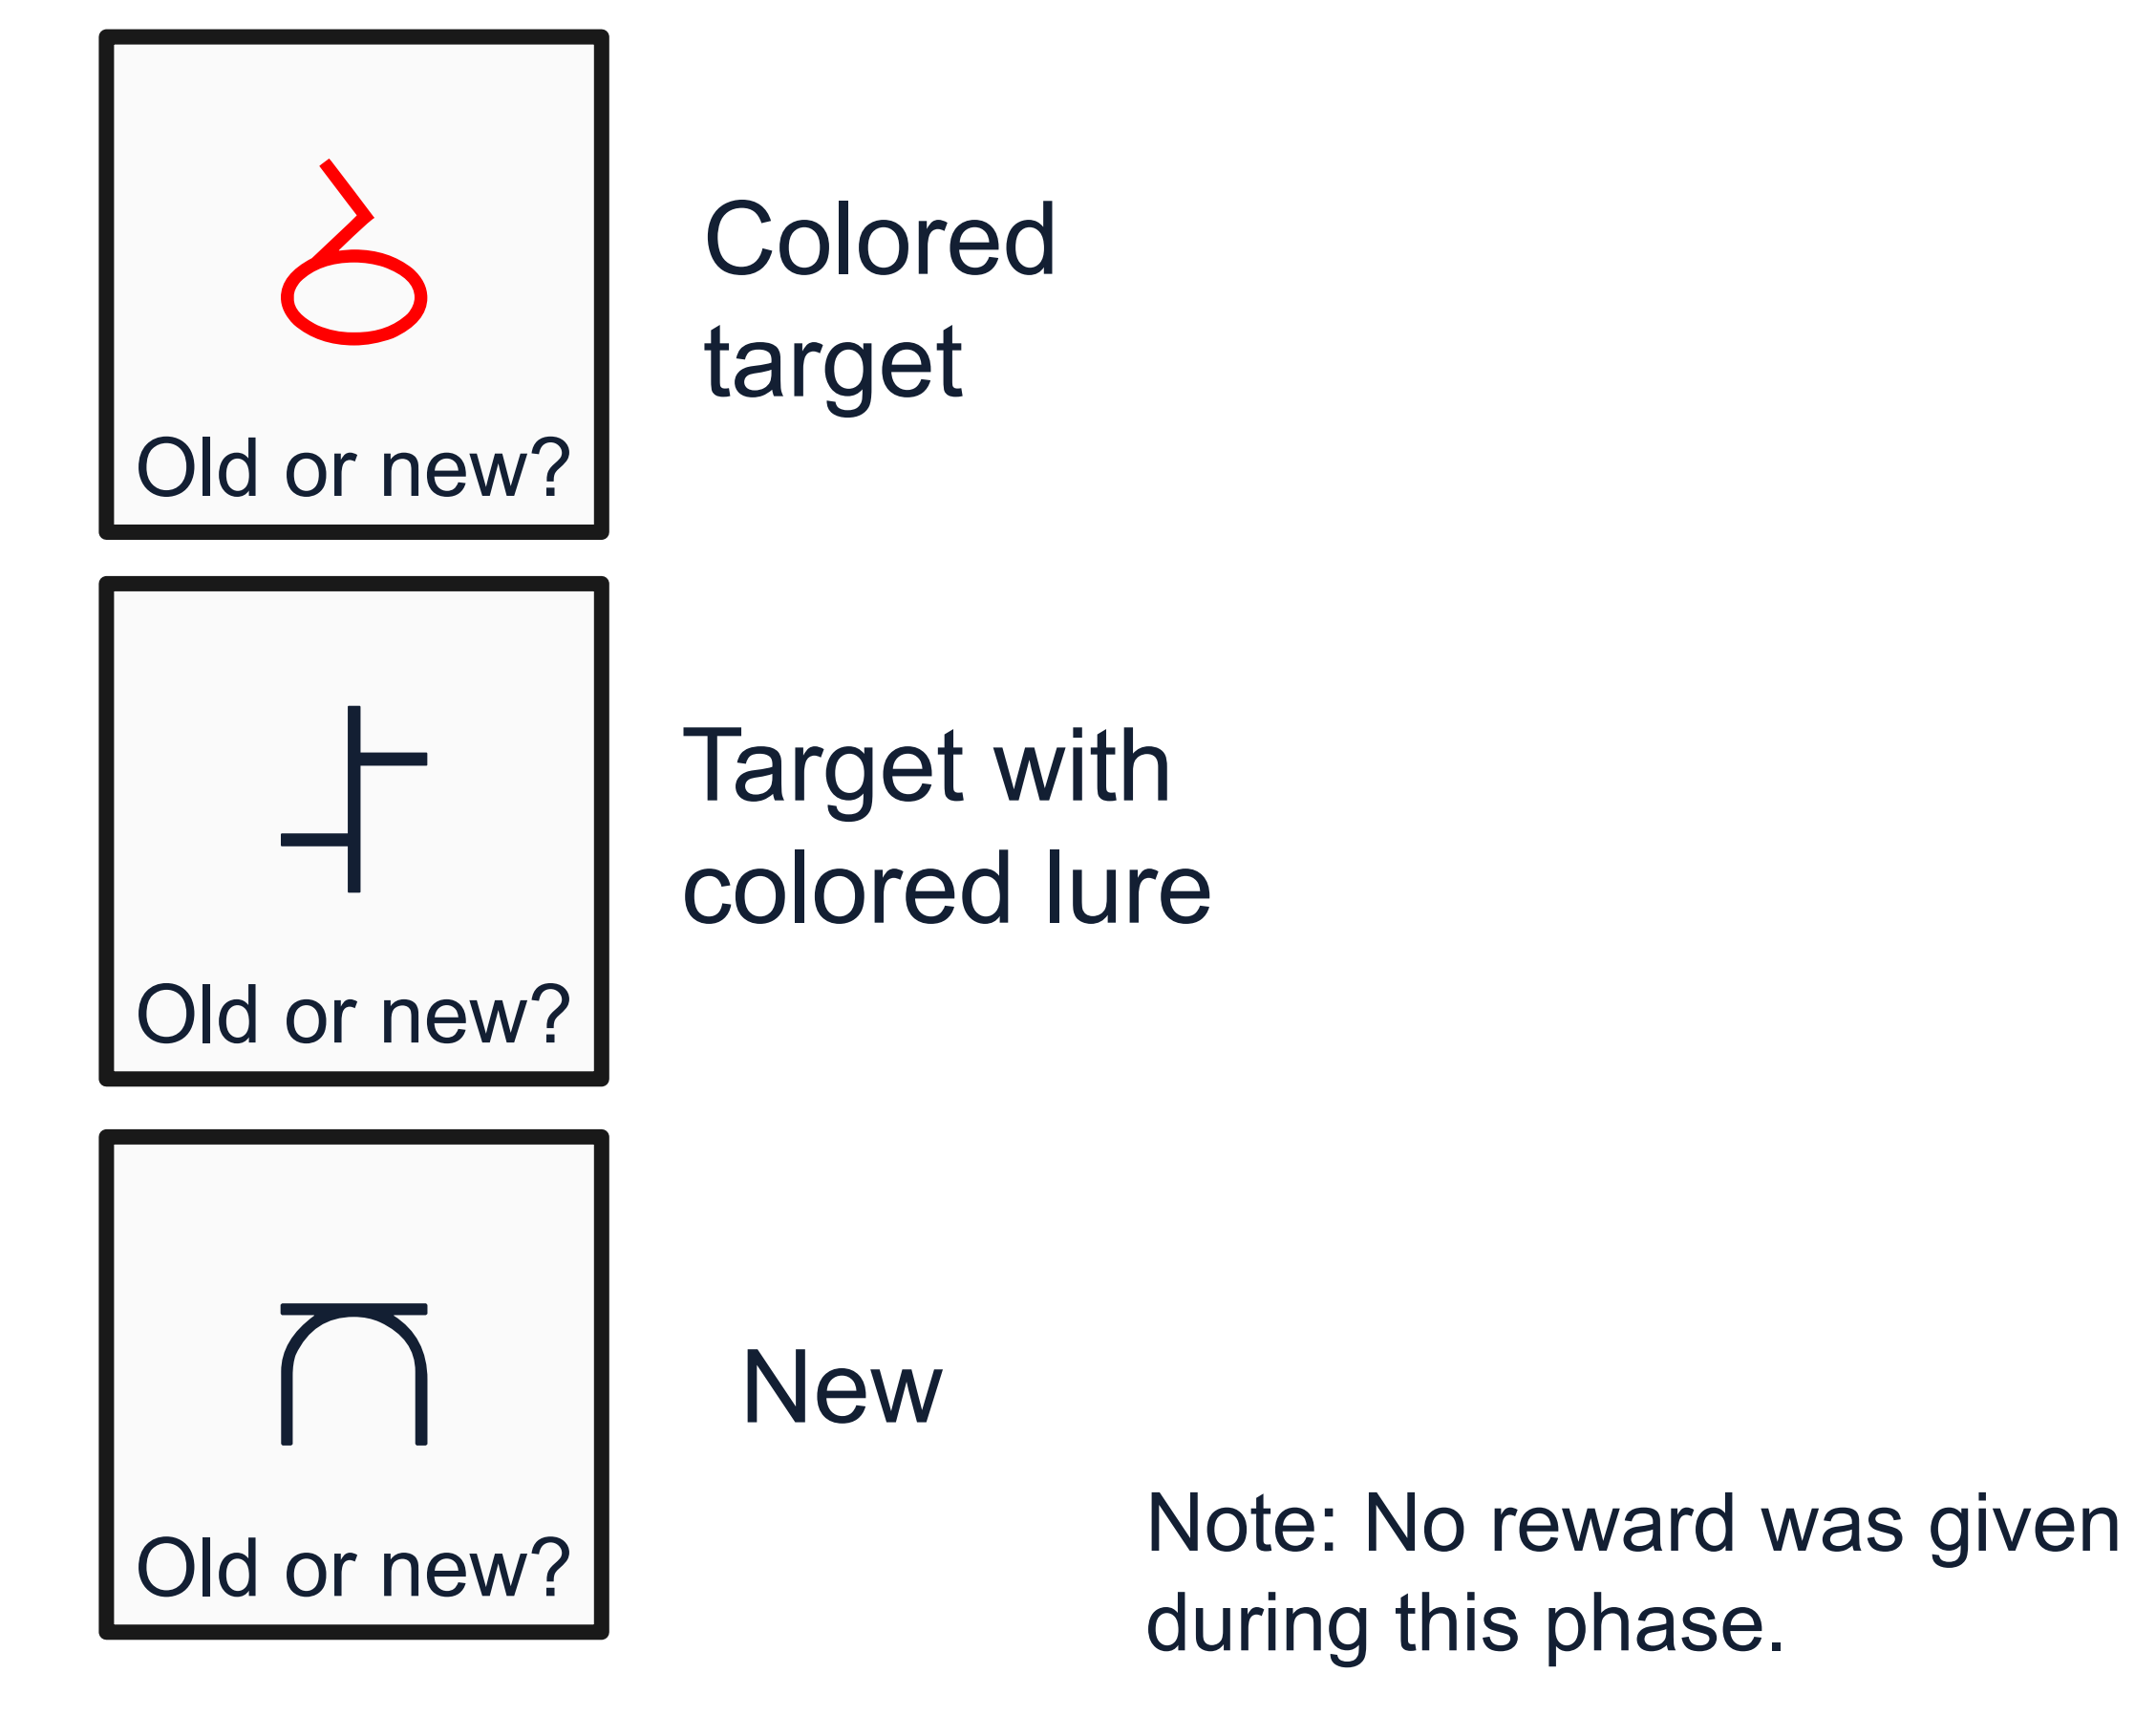 Colored
target
Old or new?
Target with
colored lure
Old or new?
New
Old or new?
Note: No reward was given
during this phase.